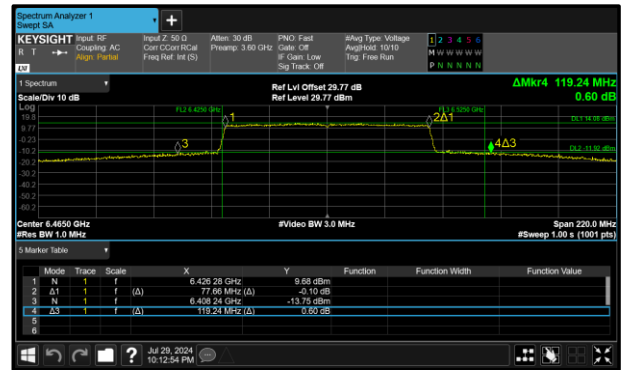 Spectrum Analyzer 1
Swept SA
+
KEYSIGHT Input: RF Input Z: 50 Ω Atten: 30 dB PNO: Fast #Avg Type: Voltage 1 2 3 4 5 6
R T Coupling: AC Corr CCorr RCal Preamp: 3.60 GHz Gate: Off Avg|Hold: 10/10 M W W W W W
Align: Partial Freq Ref: Int (S) IF Gain: Low Trig: Free Run
LXI Sig Track: Off P N N N N N
1 Spectrum Ref Lvl Offset 29.77 dB ΔMkr4 119.24 MHz
Scale/Div 10 dB Ref Level 29.77 dBm 0.60 dB
Log FL2 6.4250 GHz FL3 6.5250 GHz
19.8 1 2Δ1 DL1 14.08 dBm
9.77
-0.23
-10.2 3 4Δ3 DL2 -11.92 dBm
-20.2
-30.2
-40.2
-50.2
-60.2
Center 6.4650 GHz #Video BW 3.0 MHz Span 220.0 MHz
#Res BW 1.0 MHz #Sweep 1.00 s (1001 pts)
5 Marker Table
Mode Trace Scale X Y Function Function Width Function Value
1 N 1 f 6.426 28 GHz 9.68 dBm
2 Δ1 1 f (Δ) 77.66 MHz (Δ) -0.10 dB
3 N 1 f 6.408 24 GHz -13.75 dBm
4 Δ3 1 f (Δ) 119.24 MHz (Δ) 0.60 dB
5
6
? Jul 29, 2024
10:12:54 PM